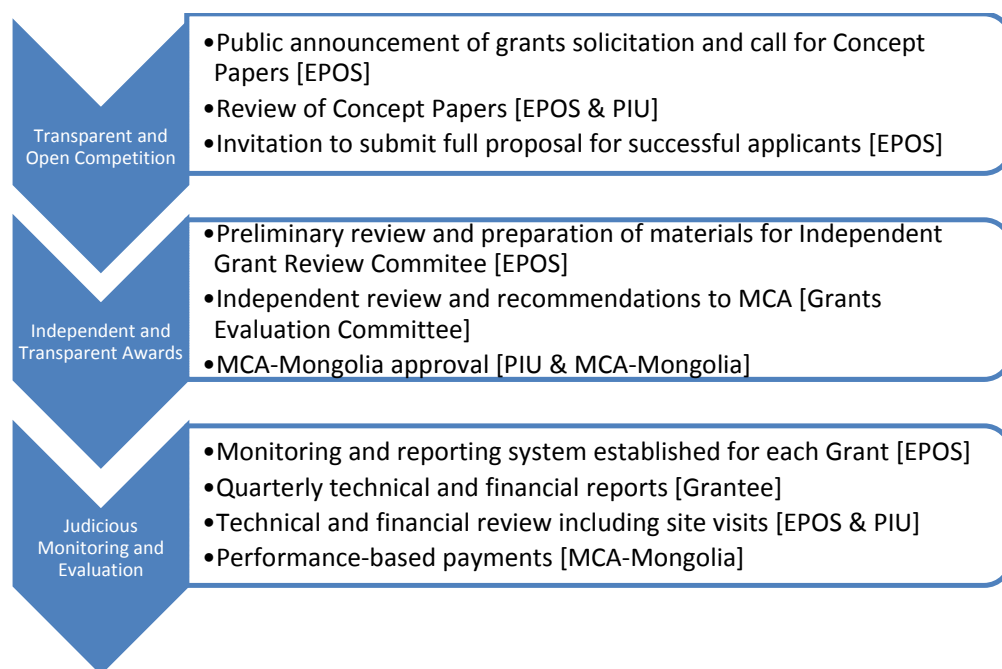 Transparent and
Open Competition
•Public announcement of grants solicitation and call for Concept
Papers [EPOS]
•Review of Concept Papers [EPOS & PIU]
•Invitation to submit full proposal for successful applicants [EPOS]
Independent and
Transparent Awards
•Preliminary review and preparation of materials for Independent
Grant Review Commitee [EPOS]
•Independent review and recommendations to MCA [Grants
Evaluation Committee]
•MCA-Mongolia approval [PIU & MCA-Mongolia]
Judicious
Monitoring and
Evaluation
•Monitoring and reporting system established for each Grant [EPOS]
•Quarterly technical and financial reports [Grantee]
•Technical and financial review including site visits [EPOS & PIU]
•Performance-based payments [MCA-Mongolia]